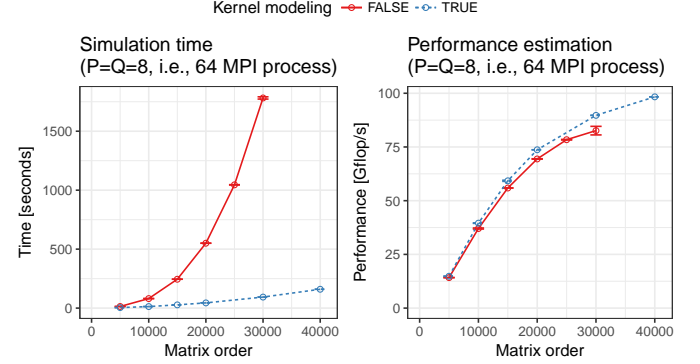 Kernel modeling FALSE TRUE
Simulation time
(P=Q=8, i.e., 64 MPI process)
Time [seconds]
1500
1000
500
0
0 10000 20000 30000 40000
Matrix order
Performance estimation
(P=Q=8, i.e., 64 MPI process)
Performance [Gflop/s]
100
75
50
25
0
0 10000 20000 30000 40000
Matrix order